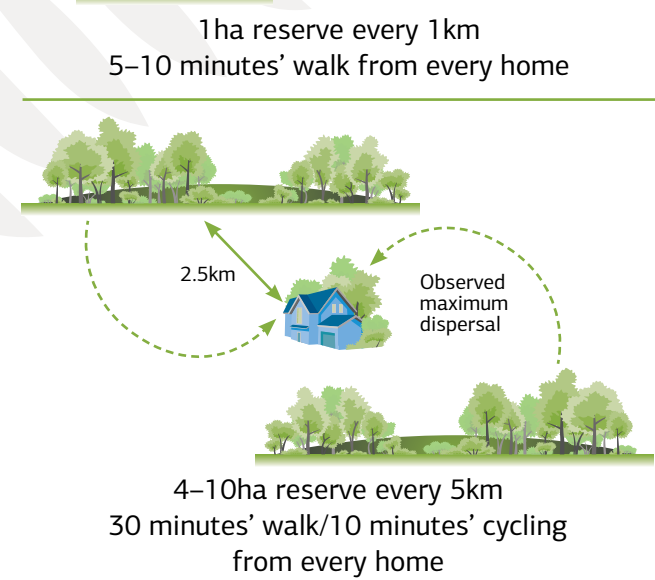 1ha reserve every 1km
5–10 minutes’ walk from every home
2.5km
Observed
maximum
dispersal
4–10ha reserve every 5km
30 minutes’ walk/10 minutes’ cycling
from every home